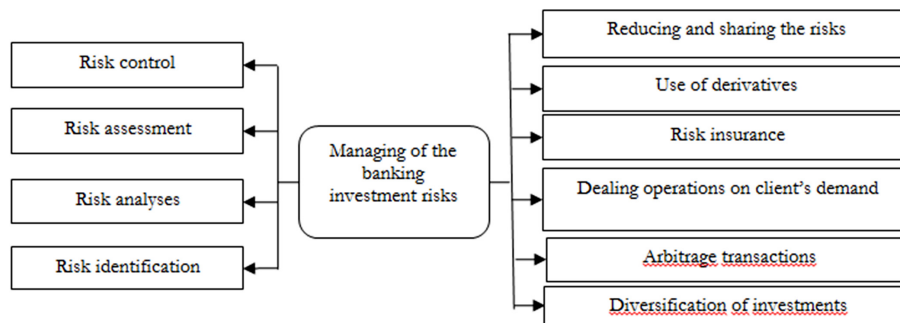 Risk control
Risk assessment
Risk analyses
Risk identification
Managing of the
banking
investment risks
Reducing and sharing the risks
Use of derivatives
Risk insurance
Dealing operations on client's demand
Arbitrage transactions
Diversification of investments